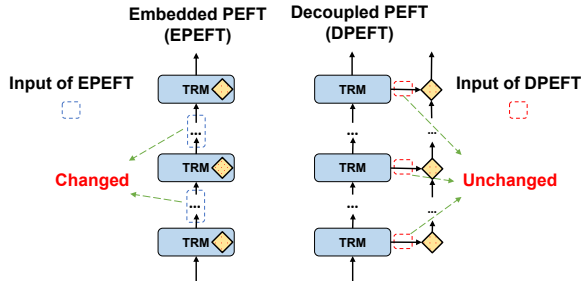 Embedded PEFT
(EPEFT)
Decoupled PEFT
(DPEFT)
Input of EPEFT
Input of DPEFT
TRM
TRM
...
...
...
TRM
TRM
Changed
Unchanged
...
...
...
TRM
TRM